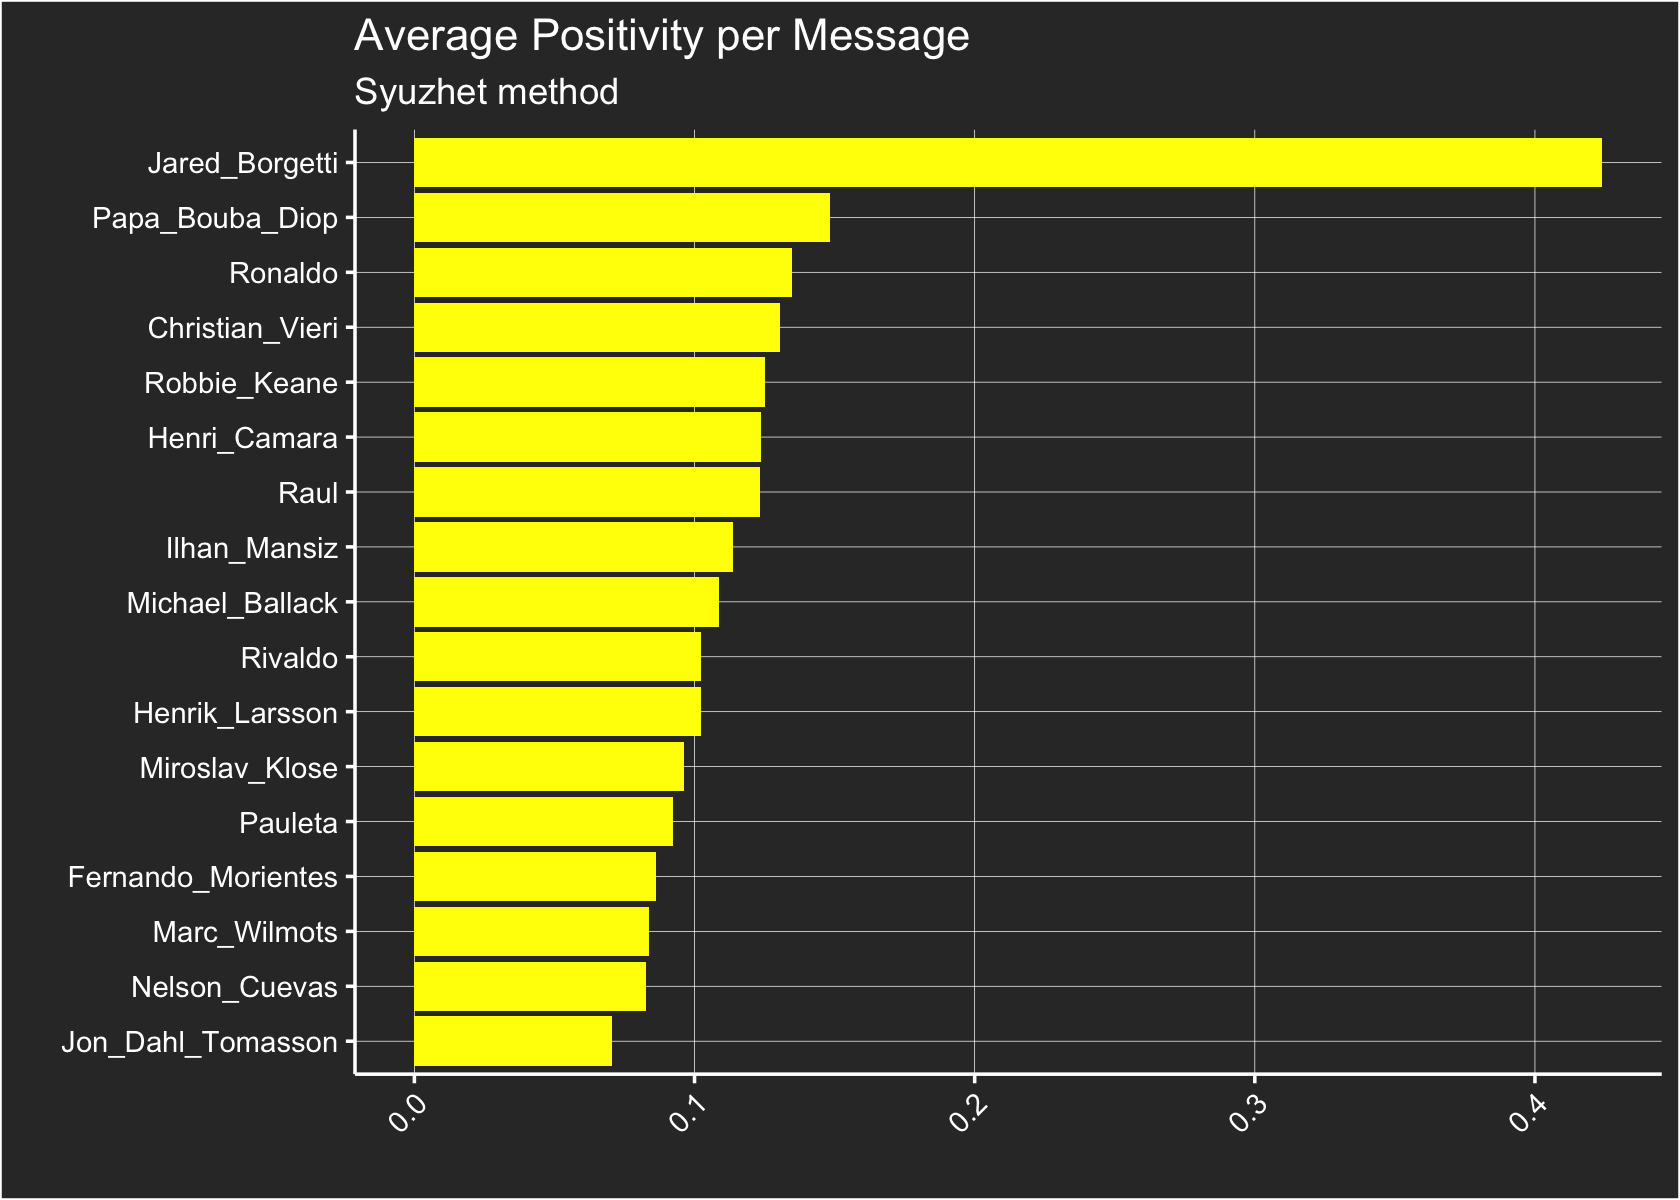 Average Positivity per Message
Syuzhet method
Jared_Borgetti
Papa_Bouba_Diop
Ronaldo
Christian_Vieri
Robbie_Keane
Henri_Camara
Raul
Ilhan_Mansiz
Michael_Ballack
Rivaldo
Henrik_Larsson
Miroslav_Klose
Pauleta
Fernando_Morientes
Marc_Wilmots
Nelson_Cuevas
Jon_Dahl_Tomasson
0.0 0.1 0.2 0.3 0.4